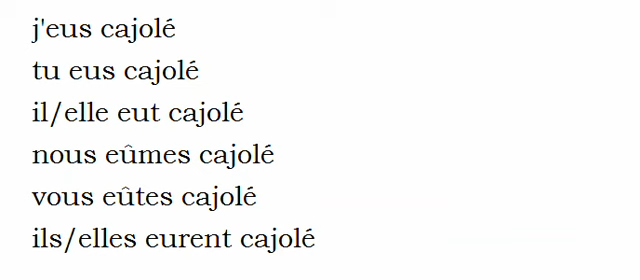 j'eus cajolé
tu eus cajolé
il/elle eut cajolé
nous eûmes cajolé
vous eûtes cajolé
ils/elles eurent cajolé